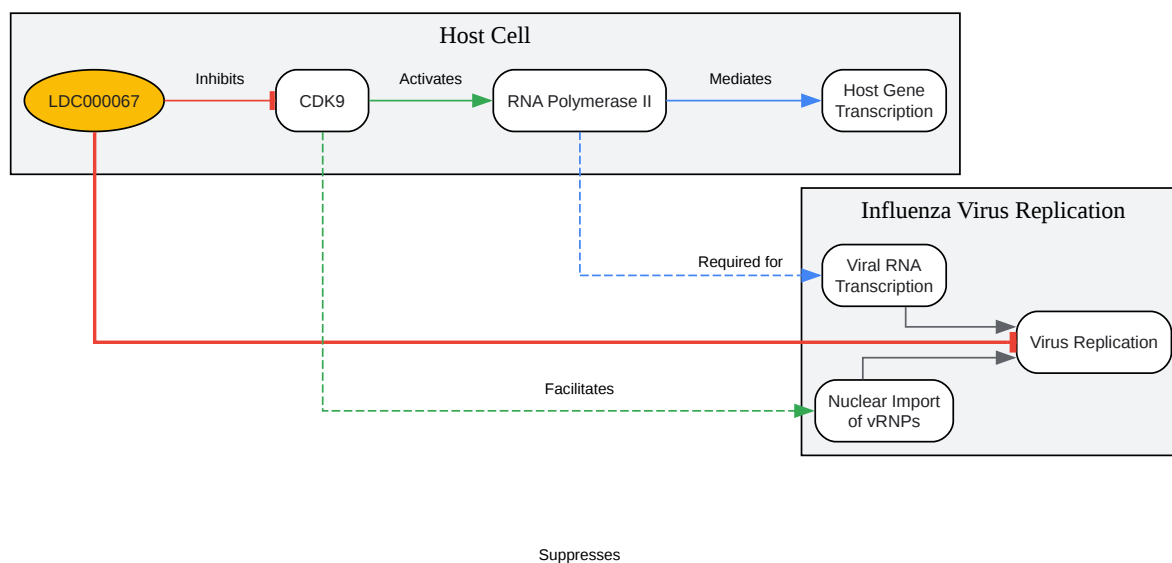 Host Cell
LDC000067
Inhibits
CDK9
Activates
RNA Polymerase II
Mediates
Host Gene
Transcription
Influenza Virus Replication
Required for
Viral RNA
Transcription
Virus Replication
Facilitates
Nuclear Import
of vRNPs
Suppresses